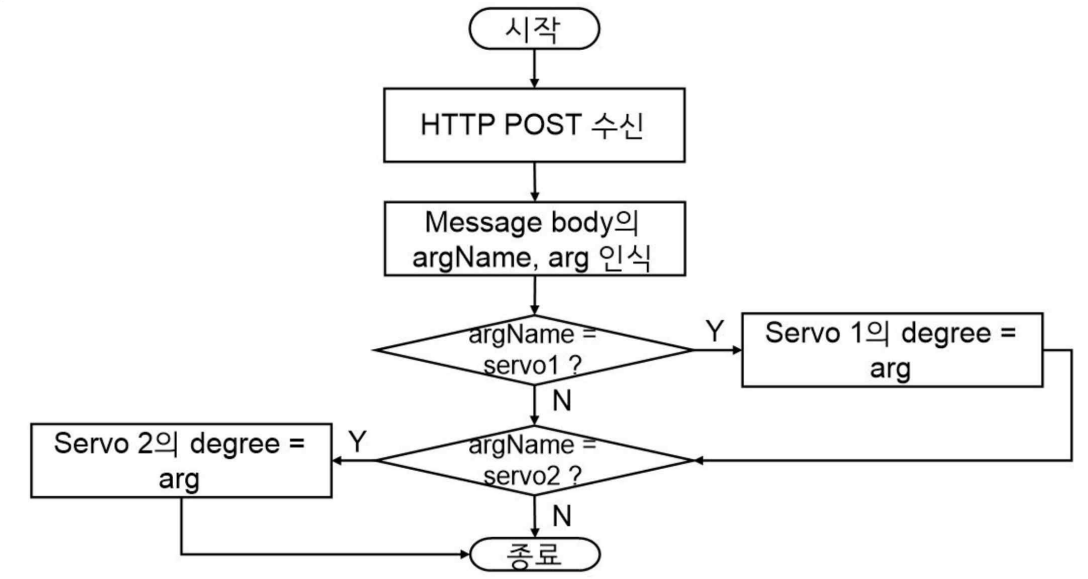 시작
HTTP POST 수신
Message body의
argName, arg 인식
argName =
servo1 ?
Y
Servo 1의 degree =
arg
N
Servo 2의 degree =
arg
Y
argName =
servo2 ?
N
종료